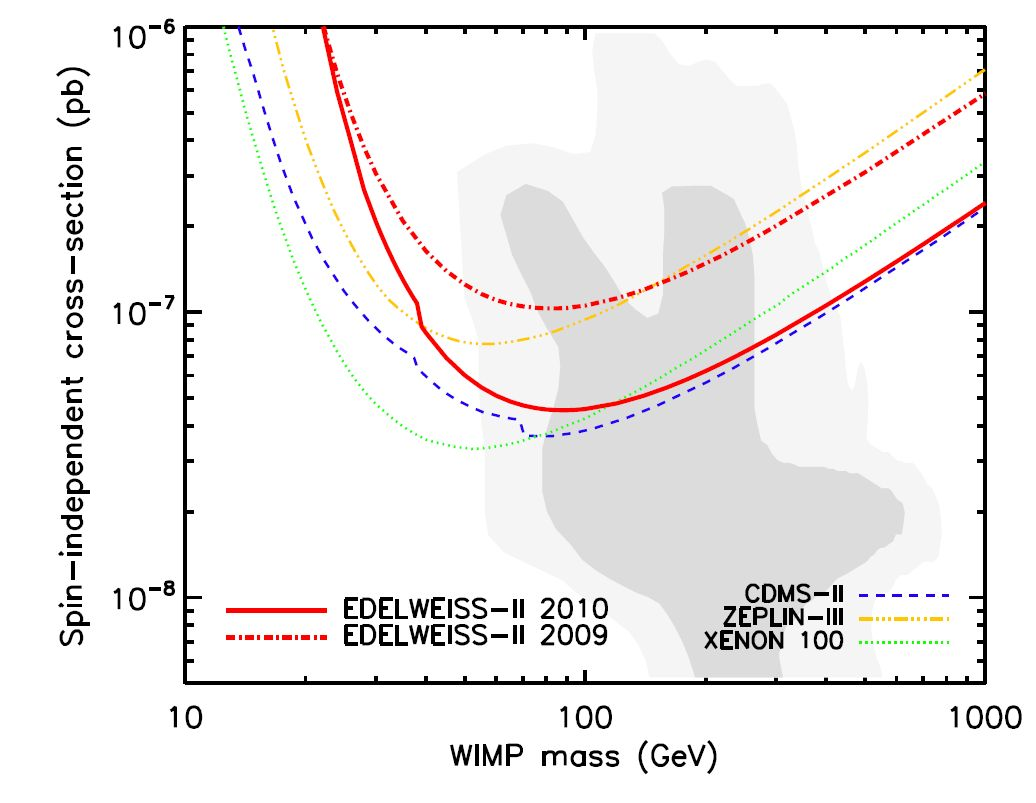 10⁻⁶
10⁻⁷
10⁻⁸
Spin-independent cross-section (pb)
EDELWEISS-II 2010
EDELWEISS-II 2009
CDMS-II
ZEPLIN-III
XENON 100
10 100 1000
WIMP mass (GeV)